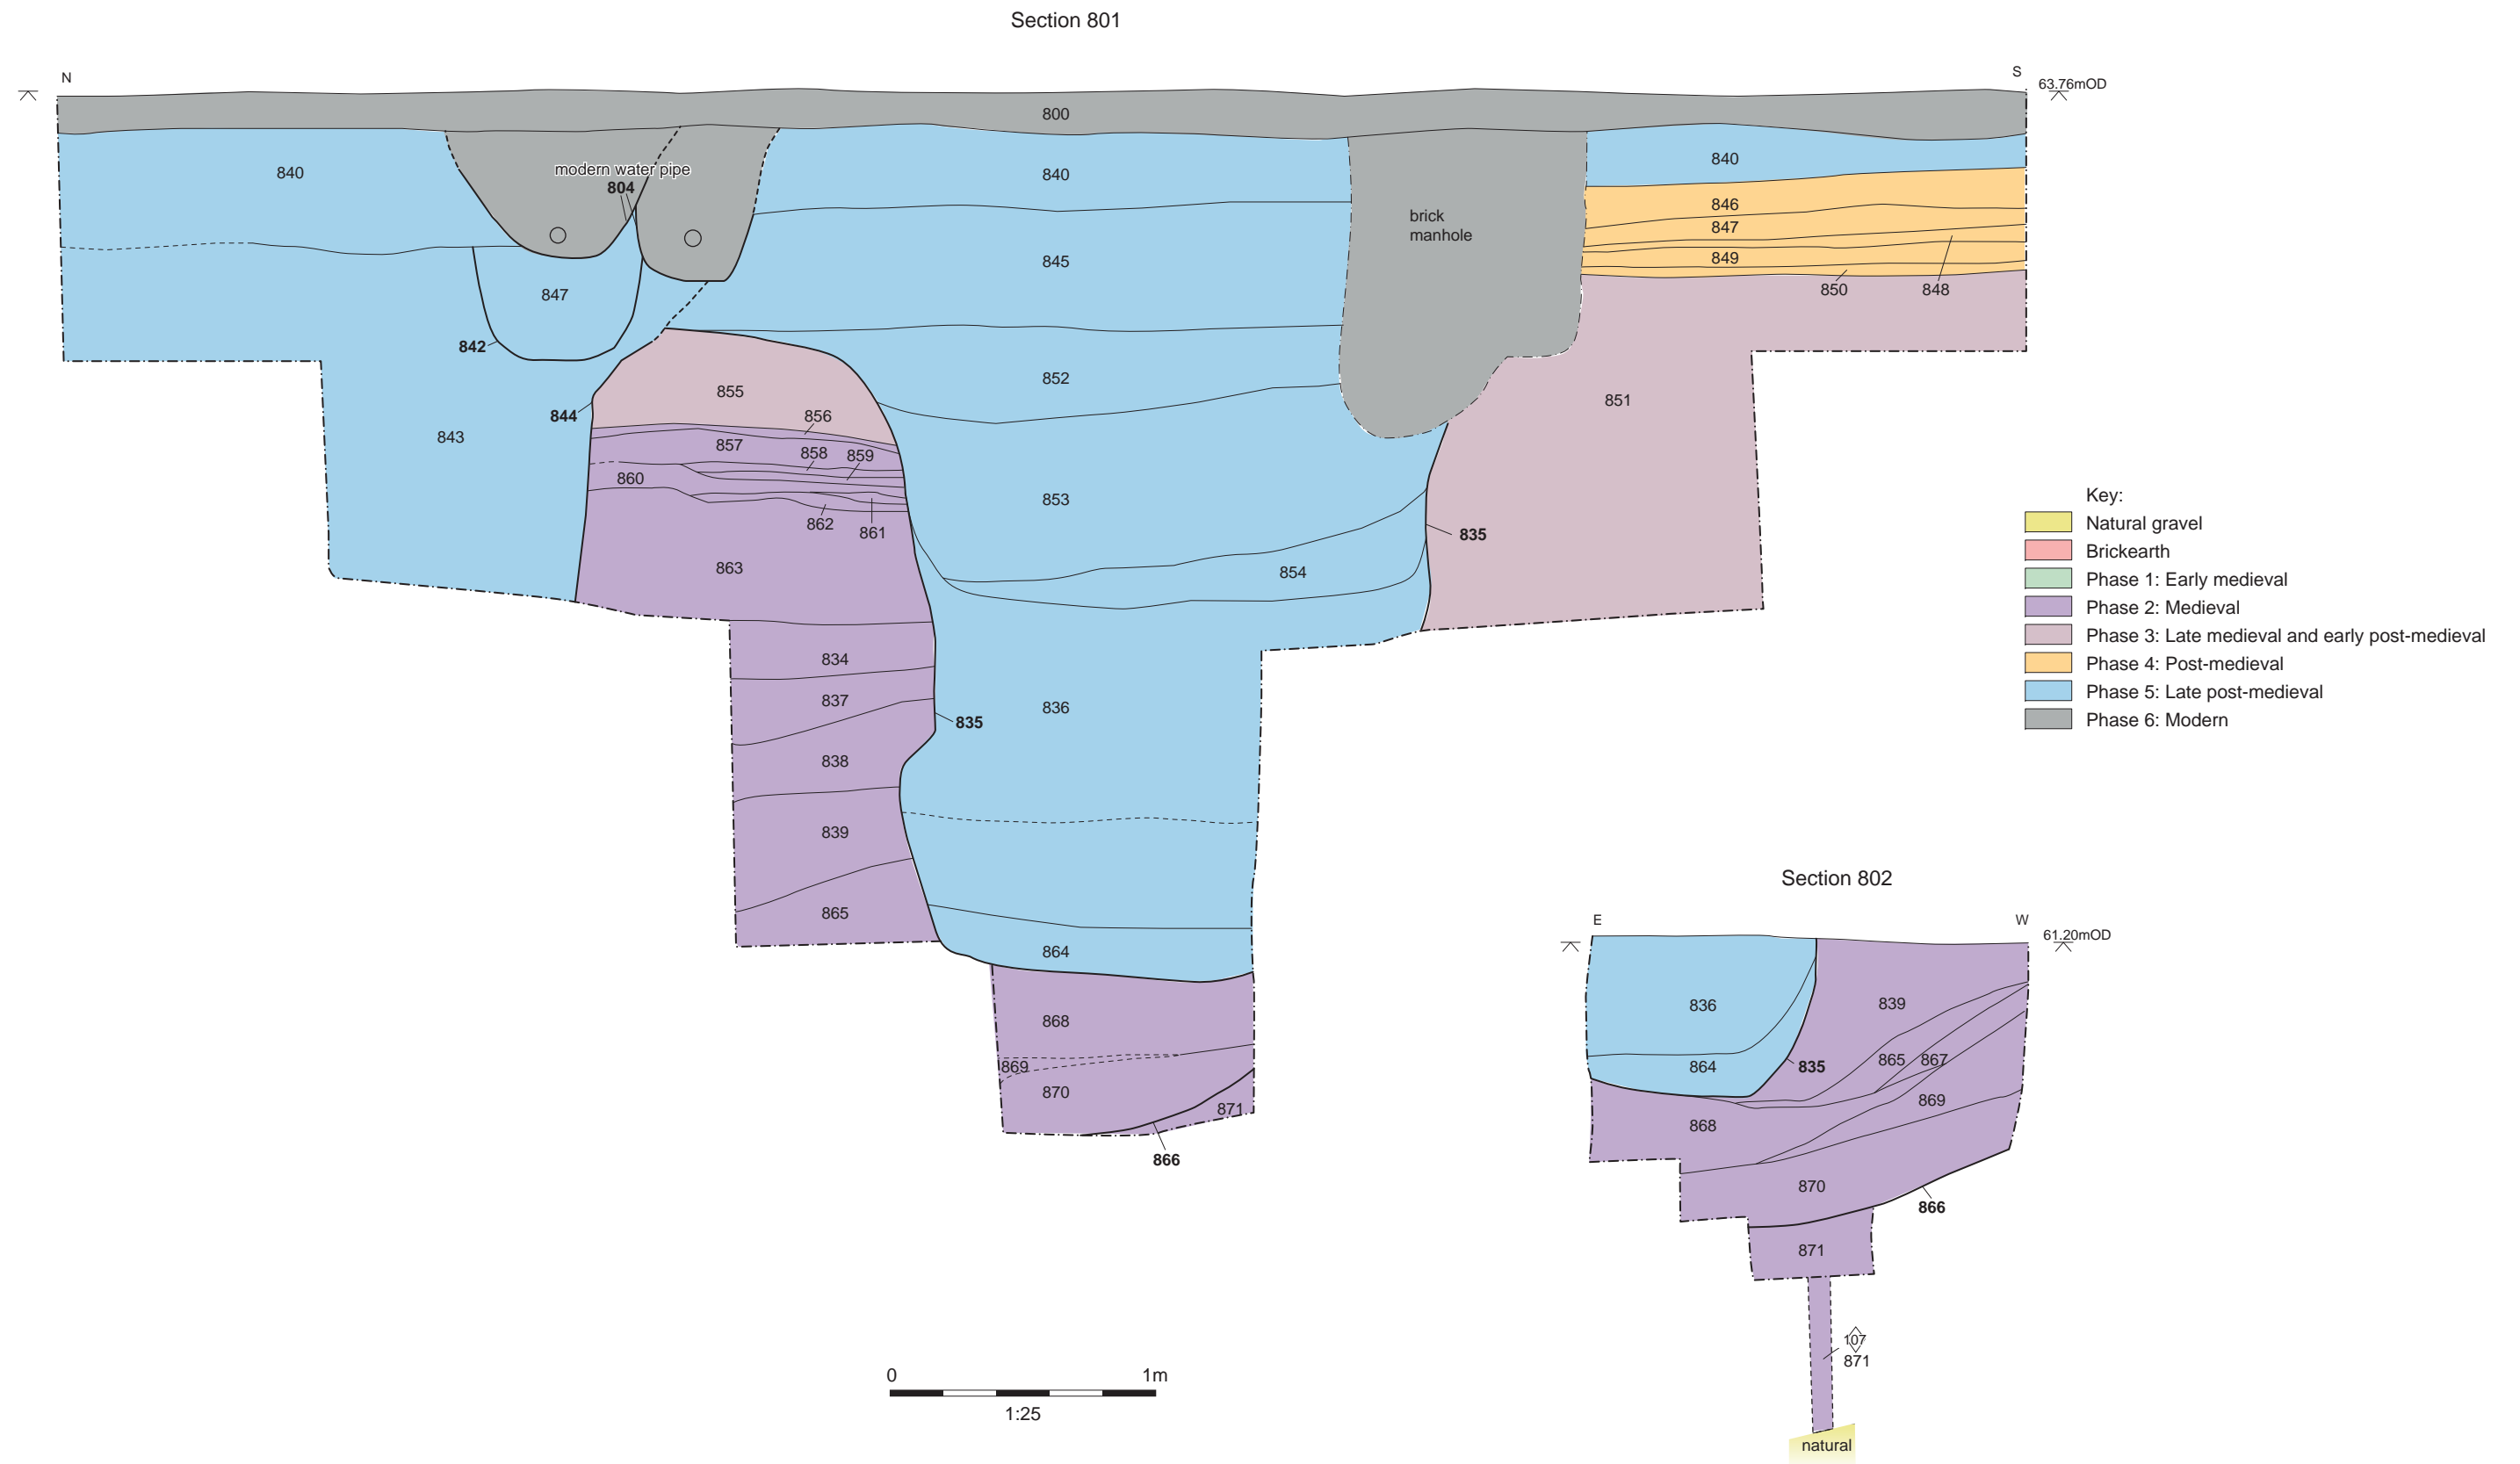 Section 801
N
S
63.76mOD
800
840
840
840
modern water pipe
804
846
847
848
849
850
brick
manhole
845
847
842
852
855
856
844
843
857
858
859
860
861
862
863
851
853
835
854
834
837
835
836
838
839
865
864
868
869
870
871
866
Key:
Natural gravel
Brickearth
Phase 1: Early medieval
Phase 2: Medieval
Phase 3: Late medieval and early post-medieval
Phase 4: Post-medieval
Phase 5: Late post-medieval
Phase 6: Modern
Section 802
E
W
61.20mOD
836
839
864
835
865
867
869
868
870
866
871
107
871
natural
0
1m
1:25